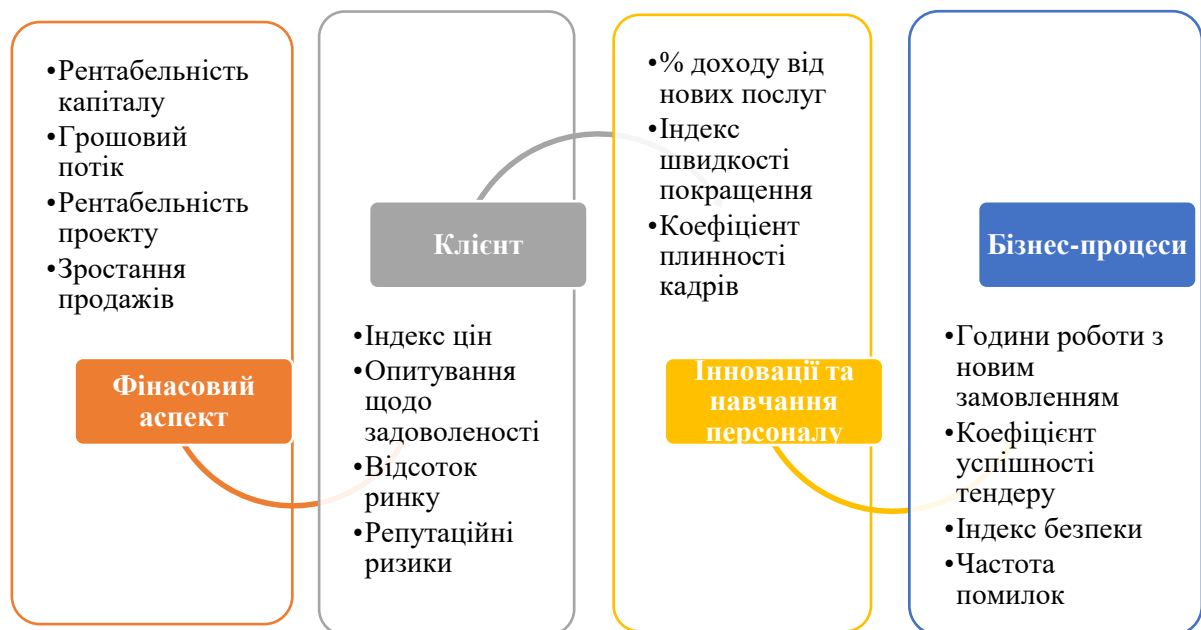 •Рентабельність
капіталу
•Грошовий
потік
•Рентабельність
проекту
•Зростання
продажів
Фінасовий
аспект
Клієнт
•Індекс цін
•Опитування
щодо
задоволеності
•Відсоток
ринку
•Репутаційні
ризики
•% доходу від
нових послуг
•Індекс
швидкості
покращення
•Коефіціент
плинності
кадрів
Інновації та
навчання
персоналу
Бізнес-процеси
•Години роботи з
новим
замовленням
•Коефіцієнт
успішності
тендеру
•Індекс безпеки
•Частота
помилок